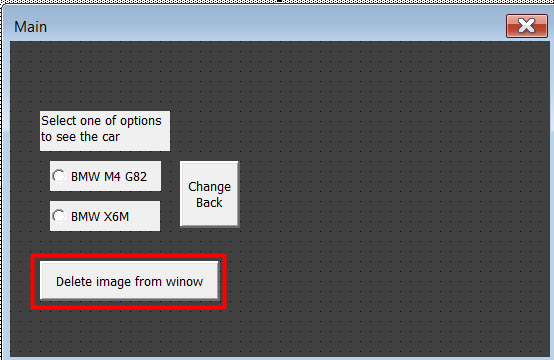 Main
Select one of options
to see the car
BMW M4 G82
BMW X6M
Change
Back
Delete image from winow